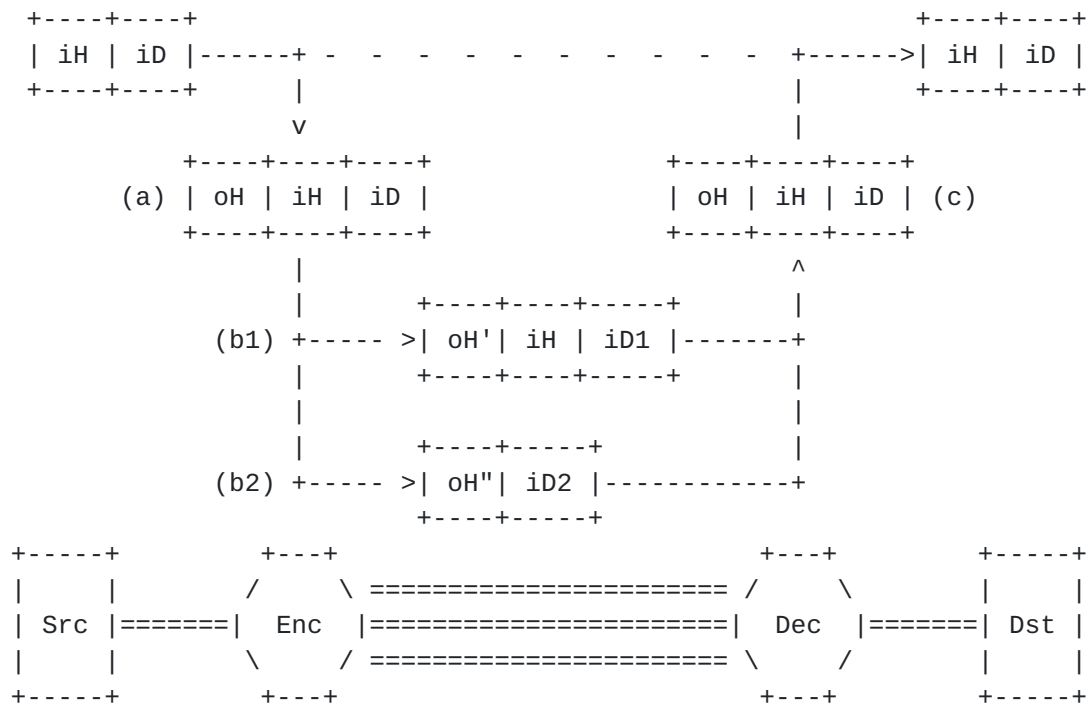 +----+----+                                              +----+----+
 | iH | iD |------+ -  -  -  -  -  -  -  -  -  - +------>| iH | iD |
 +----+----+      |                               |       +----+----+
                  v                               |
           +----+----+----+               +----+----+----+
       (a) | oH | iH | iD |               | oH | iH | iD | (c)
           +----+----+----+               +----+----+----+
                  |                               ^
                  |       +----+----+-----+       |
             (b1) +----- >| oH'| iH | iD1 |-------+
                  |       +----+----+-----+       |
                  |                               |
                  |       +----+-----+            |
             (b2) +----- >| oH"| iD2 |------------+
                          +----+-----+
+-----+         +---+                           +---+         +-----+
|     |        /     \ ======================= /     \        |     |
| Src |=======|  Enc  |=======================|  Dec  |=======| Dst |
|     |        \     / ======================= \     /        |     |
+-----+         +---+                           +---+         +-----+